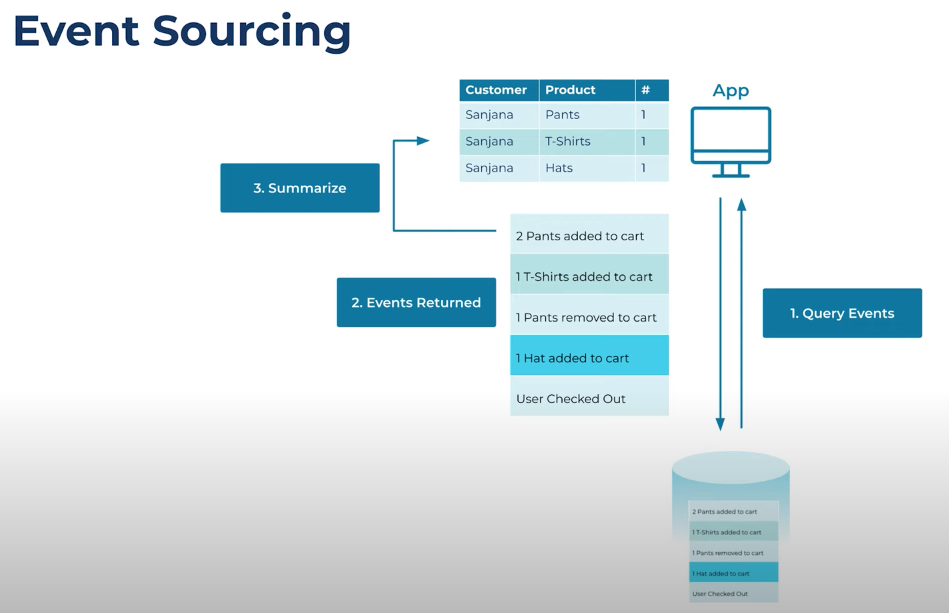 Event Sourcing
Customer Product #
Sanjana Pants 1
Sanjana T-Shirts 1
Sanjana Hats 1
App
3. Summarize
2 Pants added to cart
1 T-Shirts added to cart
1 Pants removed to cart
1 Hat added to cart
User Checked Out
2. Events Returned
1. Query Events
2 Pants added to cart
1 T-Shirts added to cart
1 Pants removed to cart
1 Hat added to cart
User Checked Out